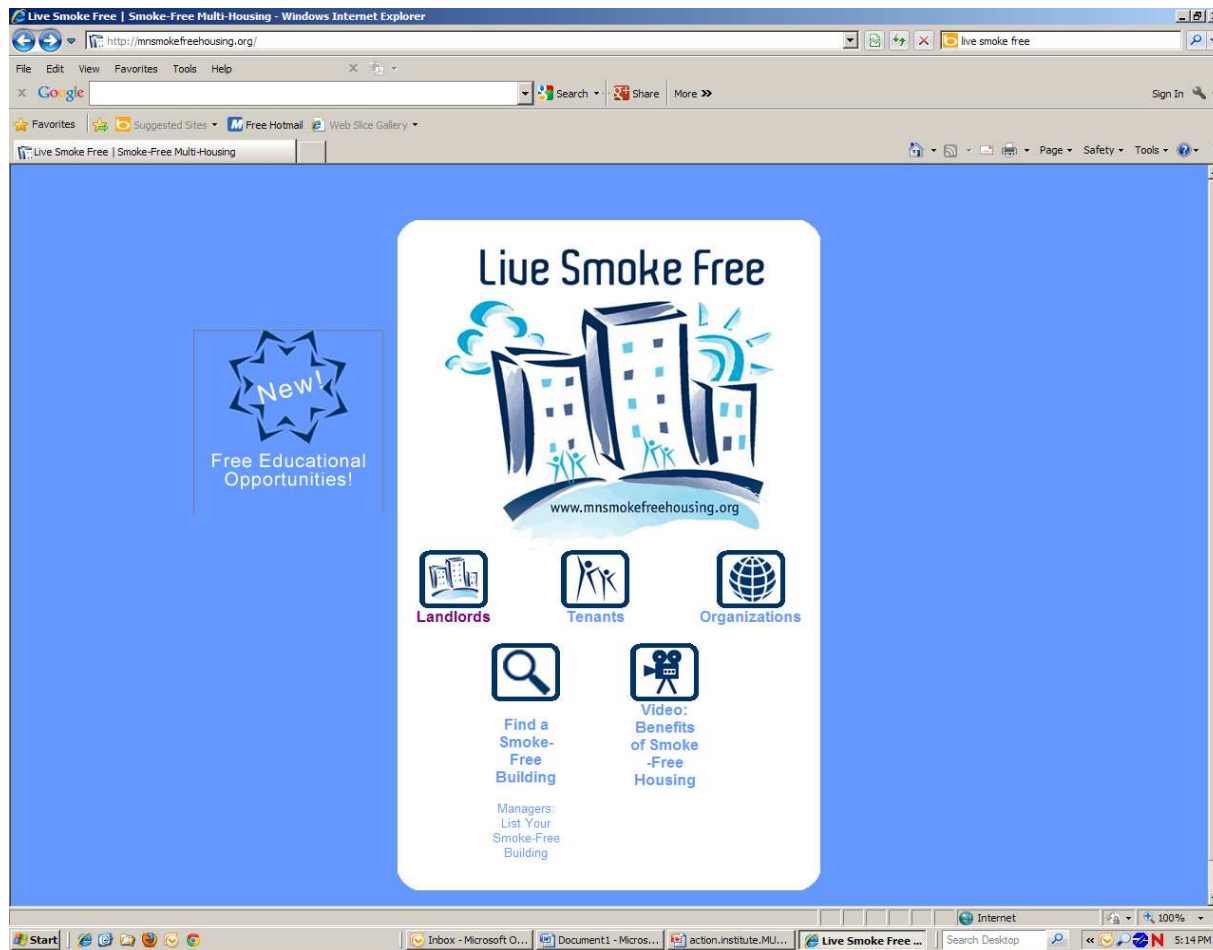 Live Smoke Free | Smoke-Free Multi-Housing - Windows Internet Explorer
http://mnsmokefreehousing.org/
live smoke free
File Edit View Favorites Tools Help
x Google Search Share More >> Sign In
Favorites Suggested Sites Free Hotmail Web Slice Gallery
Live Smoke Free | Smoke-Free Multi-Housing
Page Safety Tools
Live Smoke Free
New!
Free Educational
Opportunities!
www.mnsmokefreehousing.org
Landlords Tenants Organizations
Find a
Smoke-
Free
Building
Video:
Benefits
of Smoke
-Free
Housing
Managers:
List Your
Smoke-Free
Building
Internet 100%
Start Inbox - Microsoft O... Document1 - Micros... action.institute.MU... Live Smoke Free ... Search Desktop « N 5:14 PM